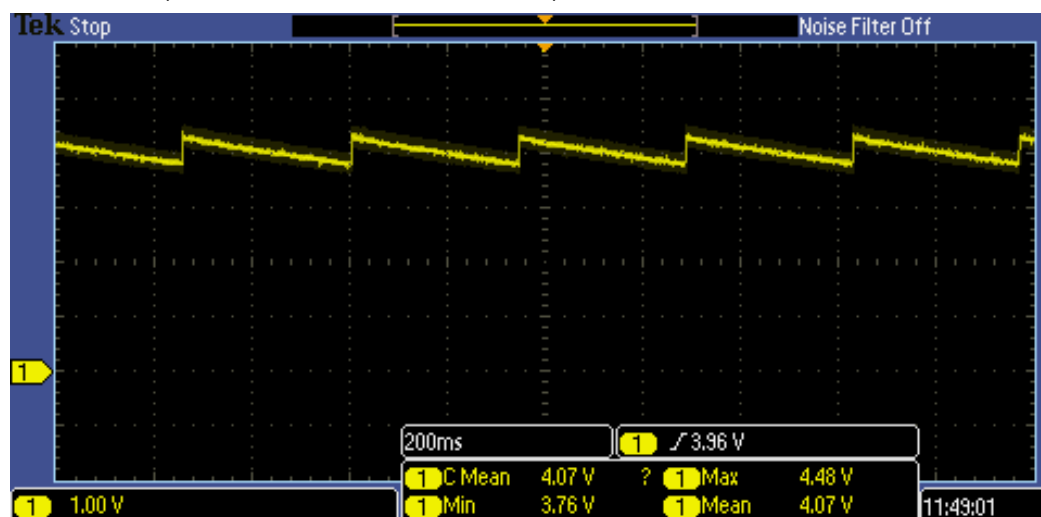 Tek Stop Noise Filter Off
1
200ms 1 3.96 V
1 C Mean 4.07 V ? 1 Max 4.48 V
1 Min 3.76 V 1 Mean 4.07 V
1 1.00 V 11:49:01